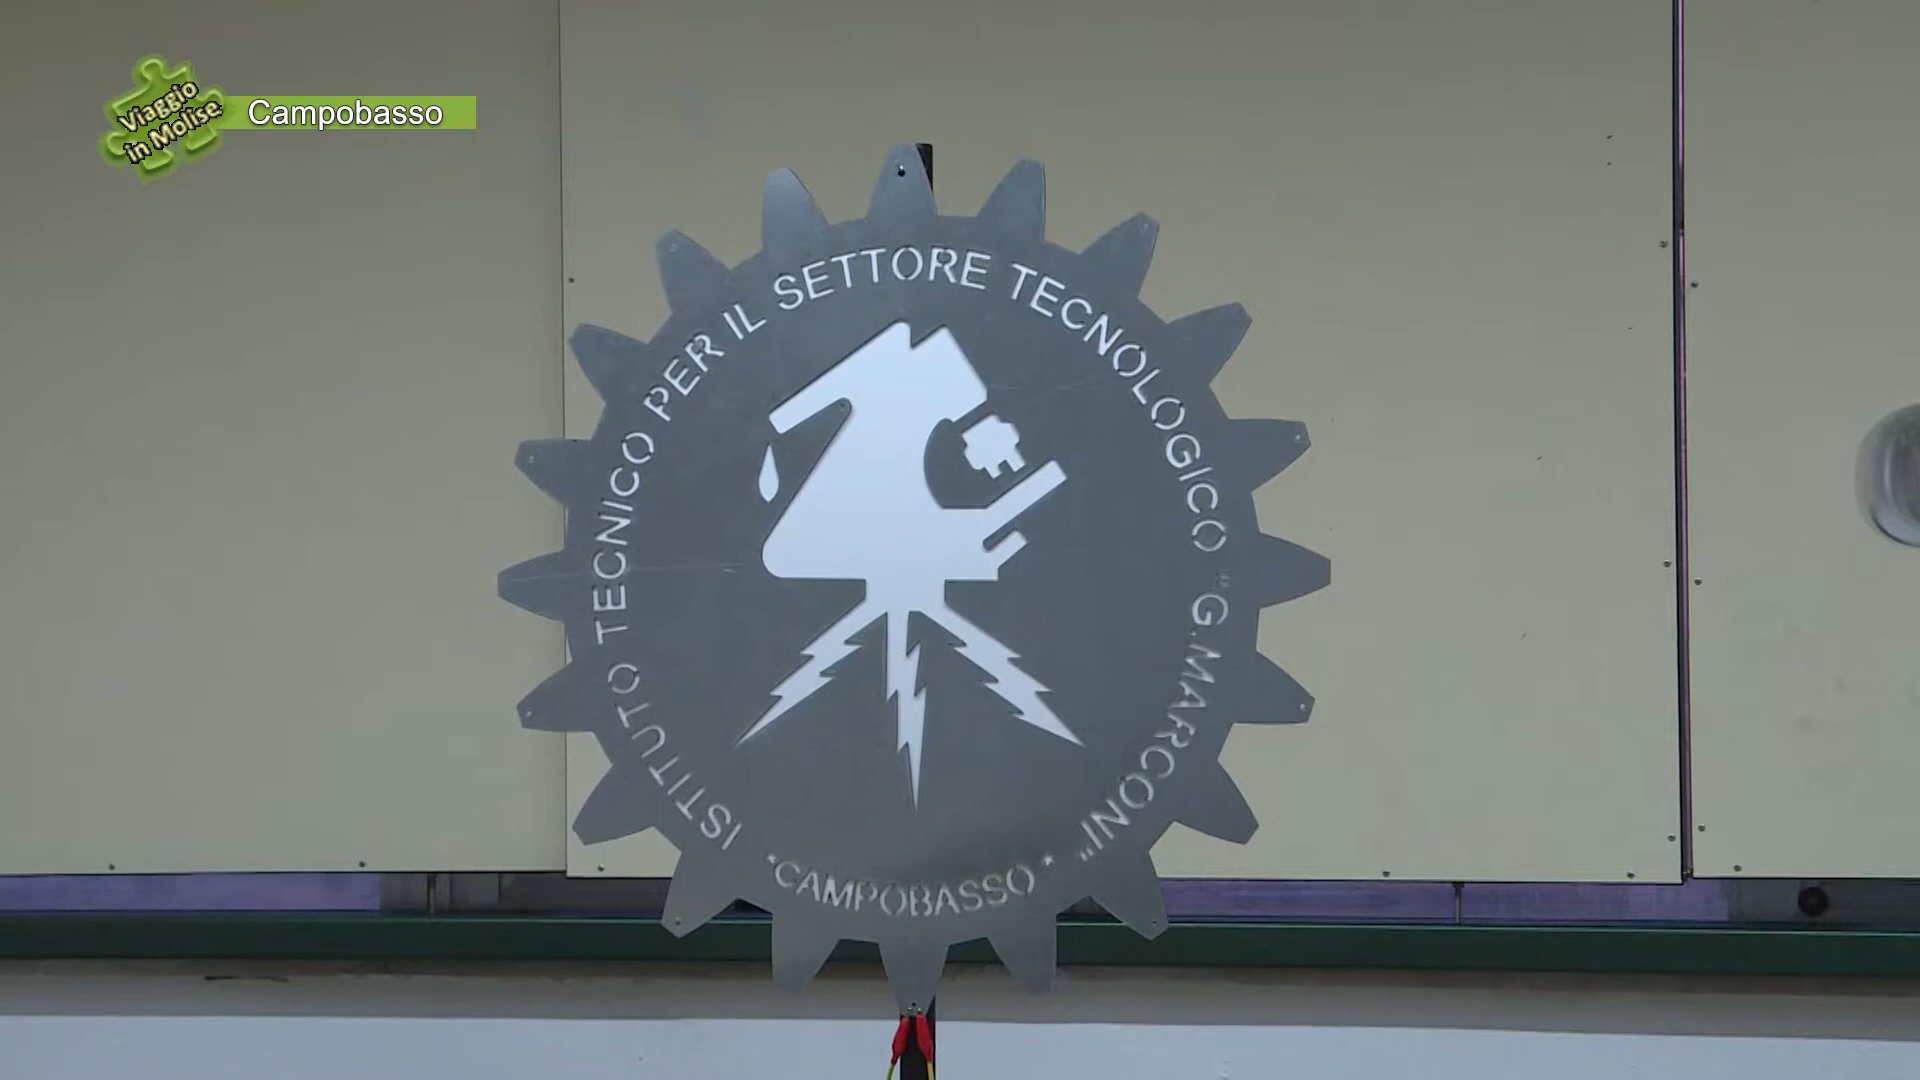 Viaggio
in Molise
Campobasso
ISTITUTO TECNICO PER IL SETTORE TECNOLOGICO "G.MARCONI"
*CAMPOBASSO*